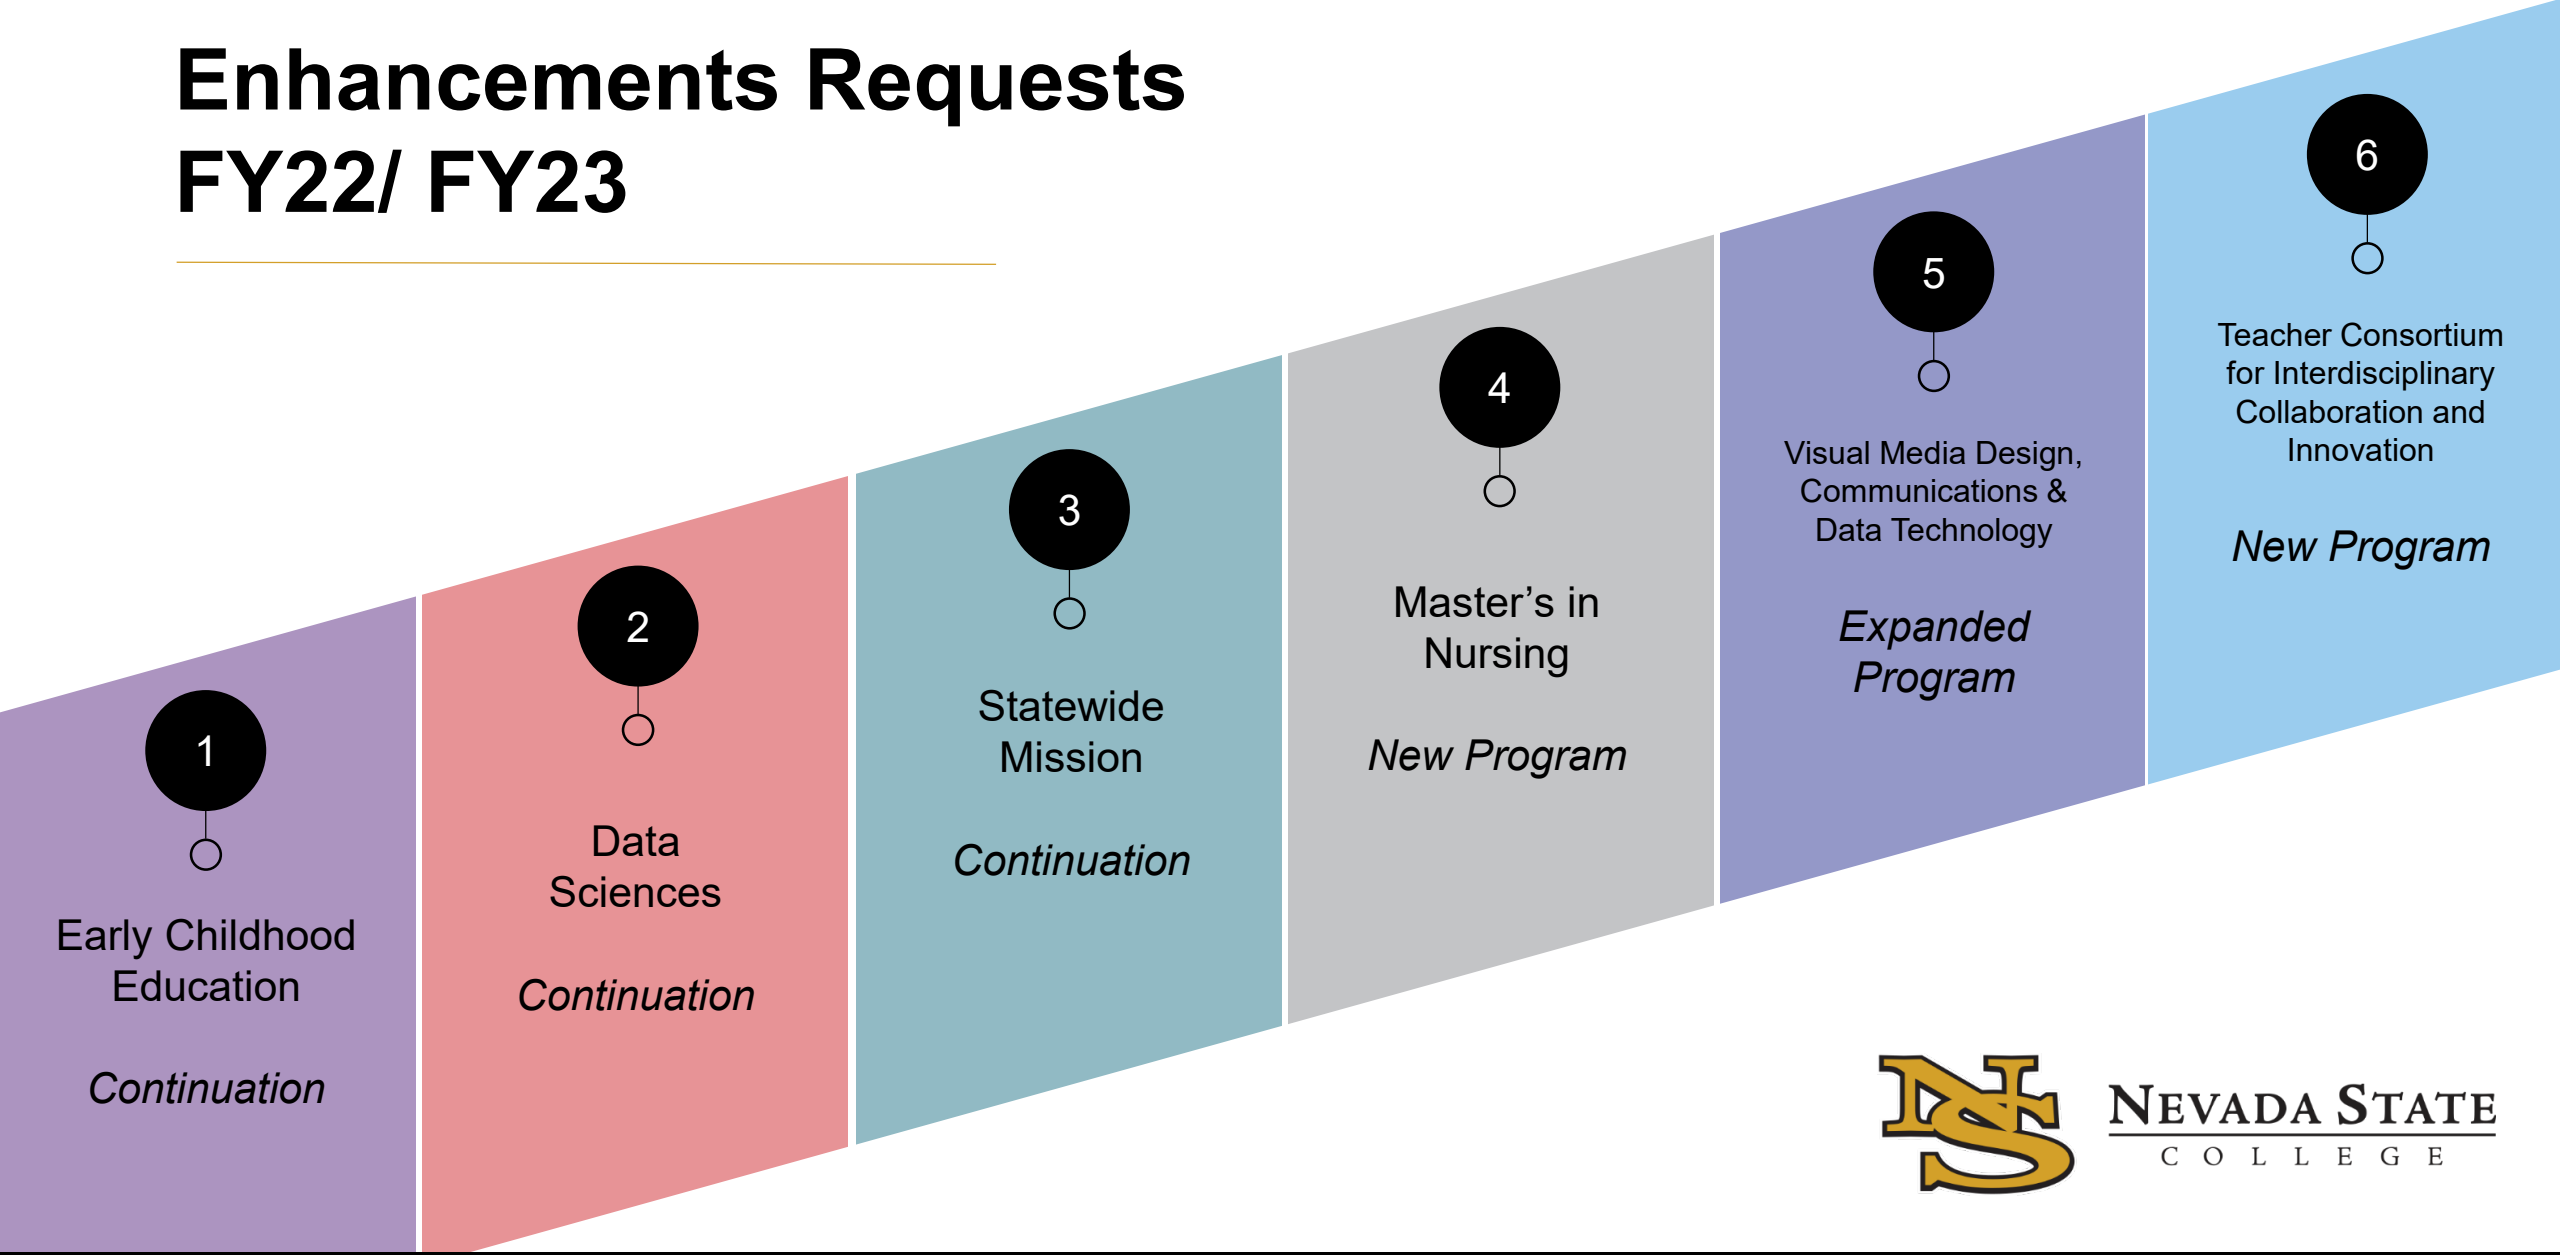 Enhancements Requests
FY22/ FY23
1
Early Childhood
Education
Continuation
2
Data
Sciences
Continuation
3
Statewide
Mission
Continuation
4
Master’s in
Nursing
New Program
5
Visual Media Design,
Communications &
Data Technology
Expanded
Program
6
Teacher Consortium
for Interdisciplinary
Collaboration and
Innovation
New Program
NS
NEVADA STATE
COLLEGE